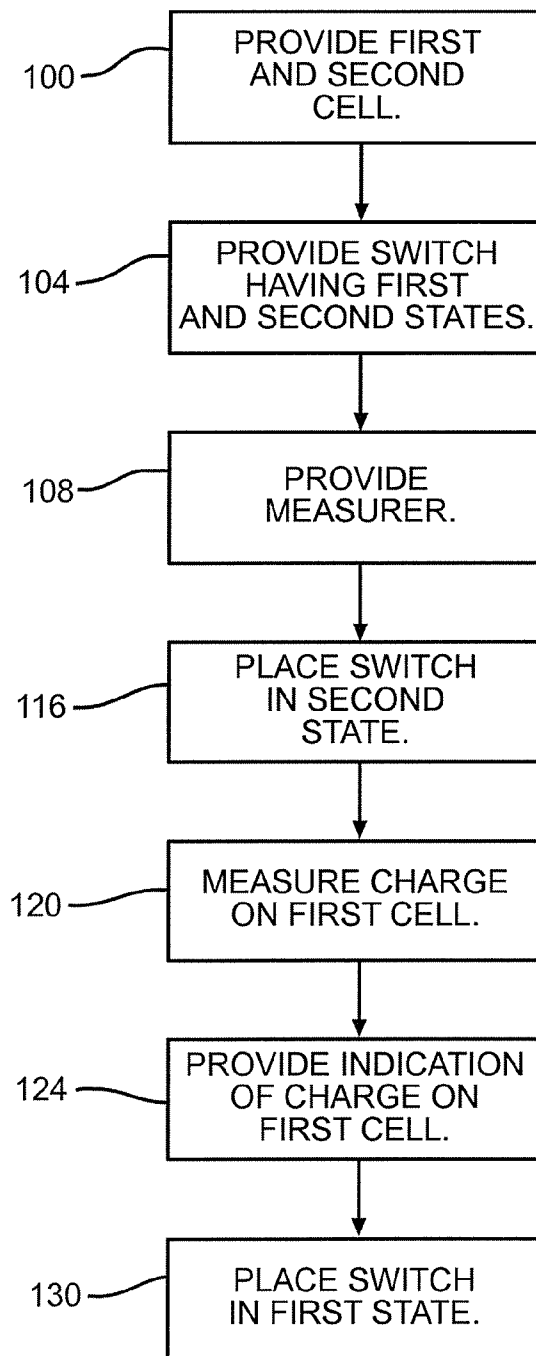 100
PROVIDE FIRST
AND SECOND
CELL.
104
PROVIDE SWITCH
HAVING FIRST
AND SECOND STATES.
108
PROVIDE
MEASURER.
116
PLACE SWITCH
IN SECOND
STATE.
120
MEASURE CHARGE
ON FIRST CELL.
124
PROVIDE INDICATION
OF CHARGE ON
FIRST CELL.
130
PLACE SWITCH
IN FIRST STATE.